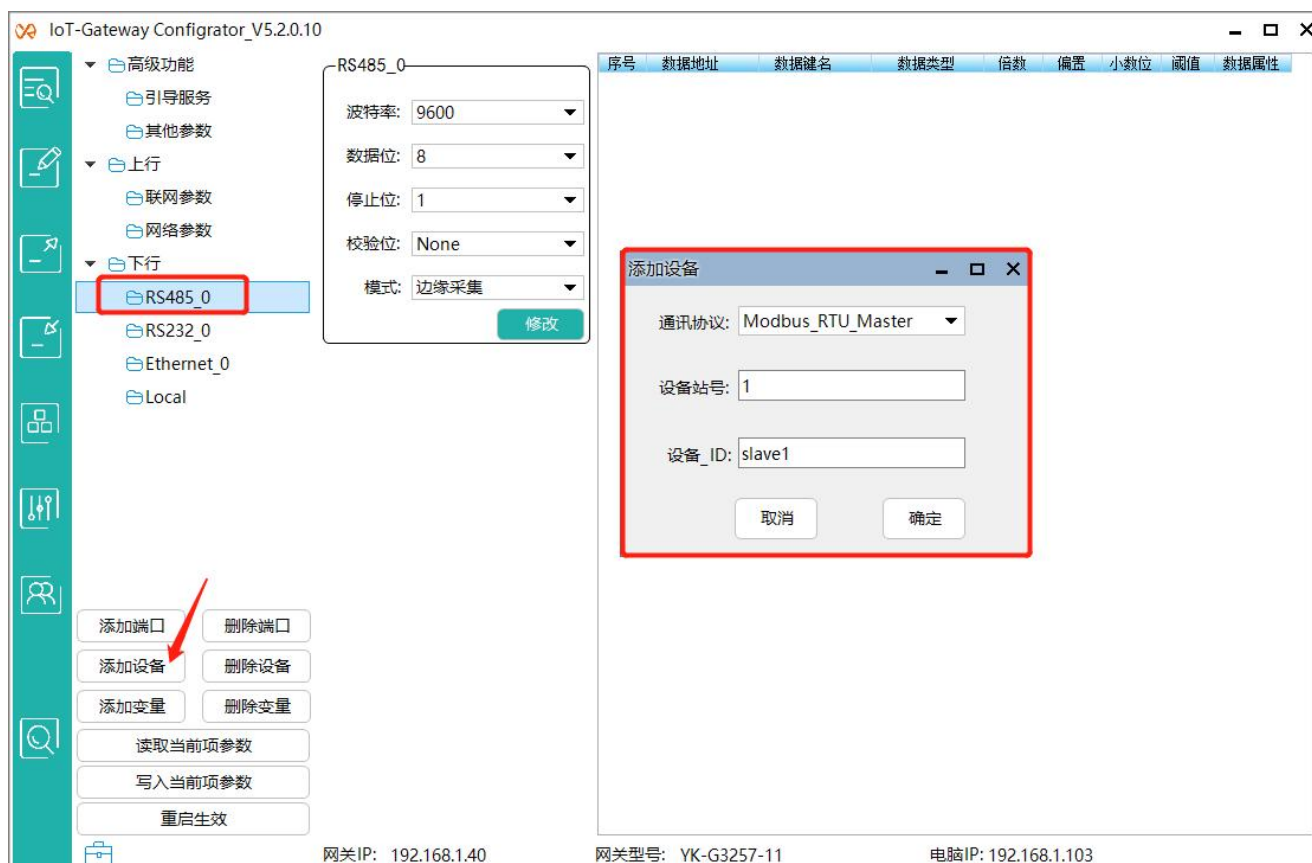 IoT-Gateway Configrator_V5.2.0.10
高级功能
引导服务
其他参数
上行
联网参数
网络参数
下行
RS485_0
RS232_0
Ethernet_0
Local
RS485_0
波特率: 9600
数据位: 8
停止位: 1
校验位: None
模式: 边缘采集
修改
序号 数据地址 数据键名 数据类型 倍数 偏置 小数位 阈值 数据属性
添加设备
通讯协议: Modbus_RTU_Master
设备站号: 1
设备_ID: slave1
取消 确定
添加端口 删除端口
添加设备 删除设备
添加变量 删除变量
读取当前项参数
写入当前项参数
重启生效
网关IP: 192.168.1.40 网关型号: YK-G3257-11 电脑IP: 192.168.1.103